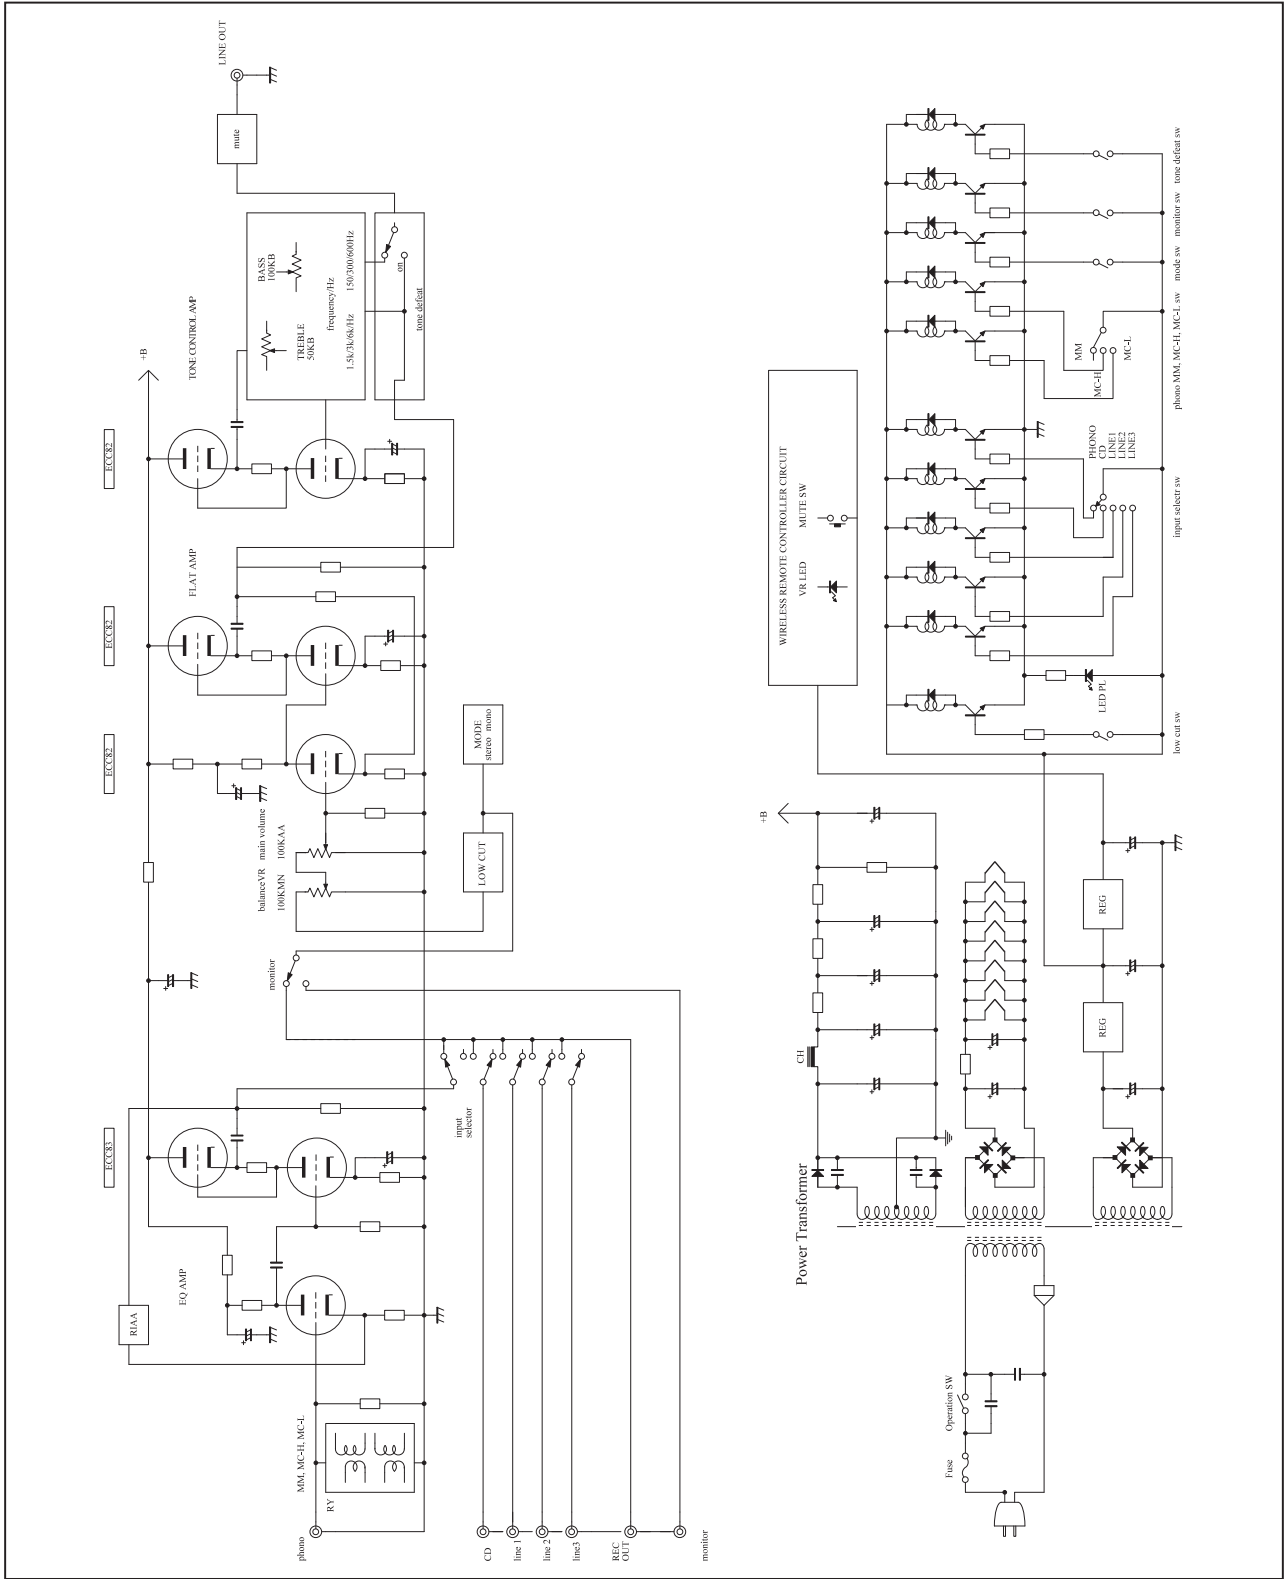 LINE OUT
mute
TONE CONTROL AMP
BASS
100KB
TREBLE
50KB
frequency/Hz
1.5k/3k/6k/Hz 150/300/600Hz
on
tone defeat
+B
ECC82
FLAT AMP
ECC82
ECC82
MODE
stereo mono
LOW CUT
main volume
100KAA
balanceVR
100KMN
monitor
input
selector
ECC83
EQ AMP
RIAA
MM, MC-H, MC-L
RY
phono
CD
line 1
line 2
line3
REC
OUT
monitor
WIRELESS REMOTE CONTROLLER CIRCUIT
VR LED
MUTE SW
tone defeat sw
monitor sw
mode sw
phono MM, MC-H, MC-L sw
MM
MC-H
MC-L
PHONO
CD
LINE1
LINE2
LINE3
input selectr sw
LED PL
low cut sw
+B
CH
REG
REG
Power Transformer
Operation SW
Fuse